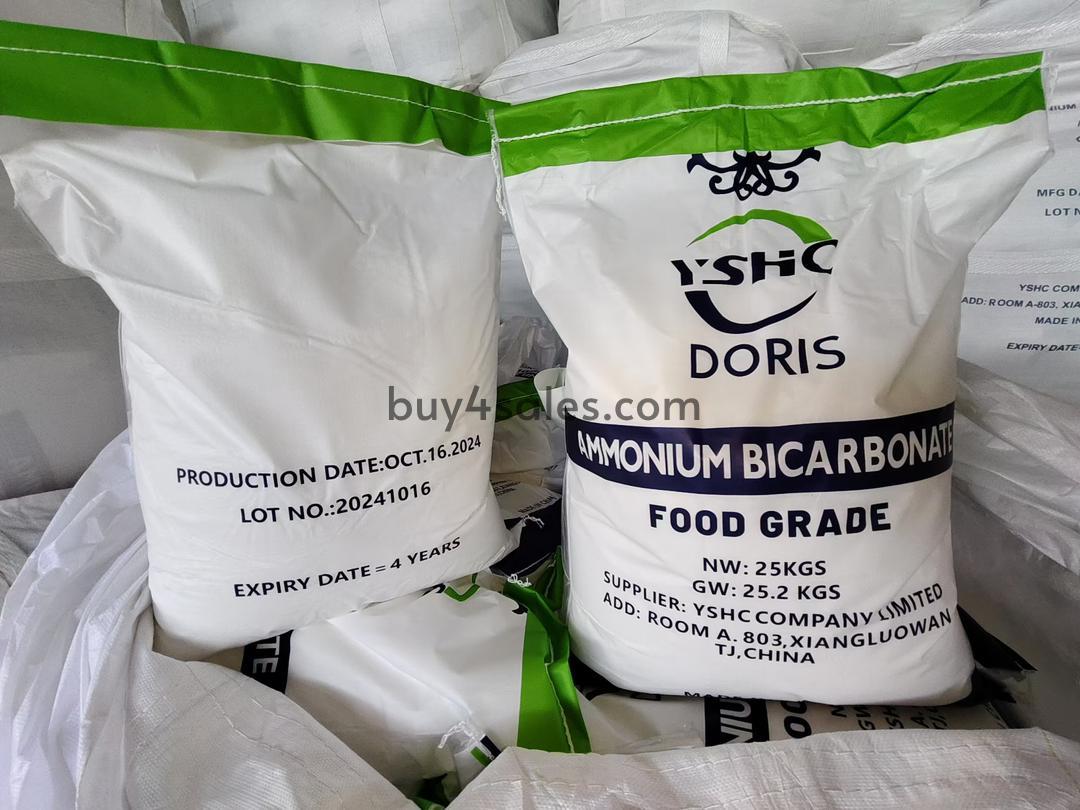 PRODUCTION DATE:OCT.16.2024
LOT NO.:20241016
EXPIRY DATE = 4 YEARS
YSHC
DORIS
AMMONIUM BICARBONATE
FOOD GRADE
NW: 25KGS
GW: 25.2 KGS
SUPPLIER: YSHC COMPANY LIMITED
ADD: ROOM A. 803,XIANGLUOWAN
TJ,CHINA
buy4sales.com
MFG D
LOT N
YSHC COM
ADD: ROOM A-803, XIA
MADE IN
EXPIRY DATE
TE